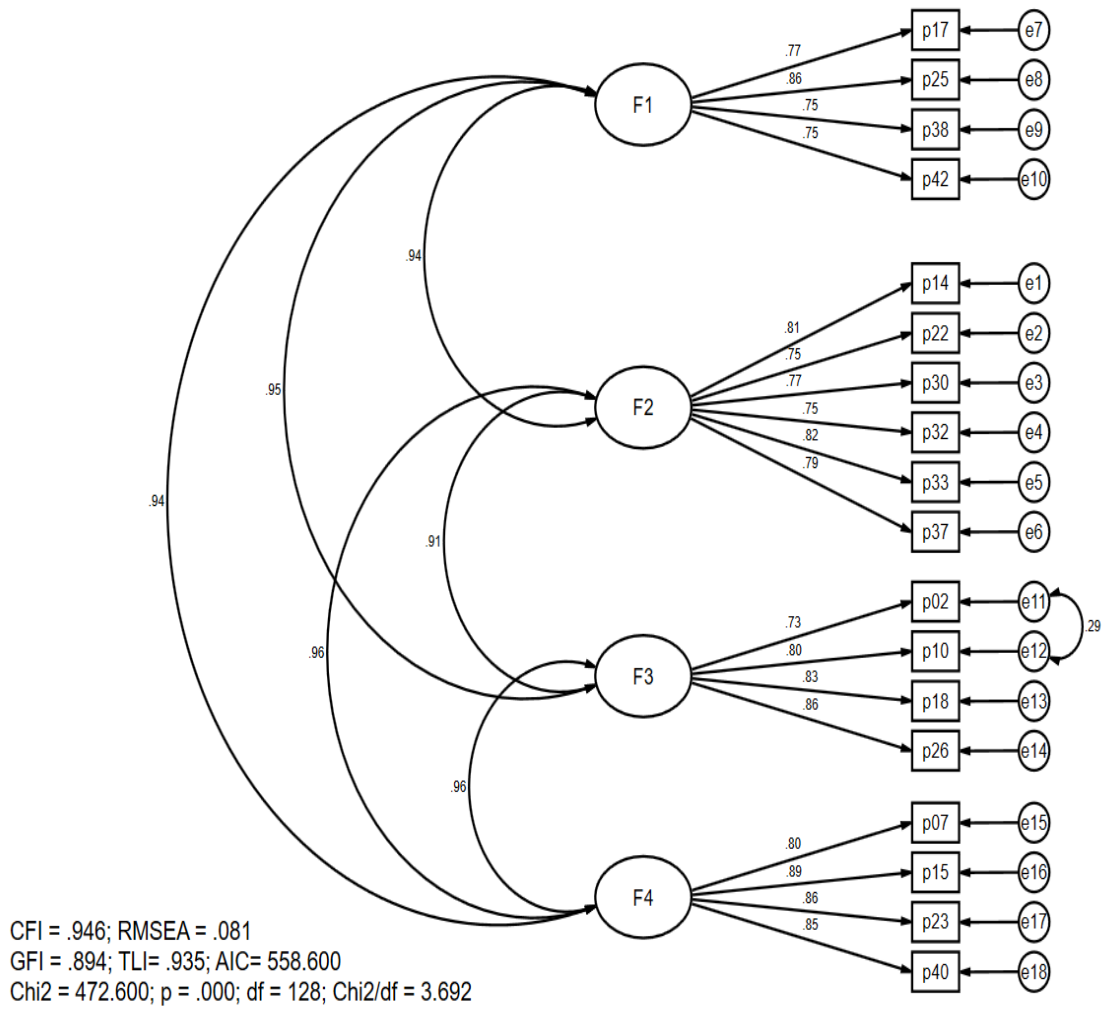 p17
e7
.77
.86
p25
e8
F1
.75
p38
e9
.75
p42
e10
.94
p14
e1
.81
p22
e2
.75
.77
p30
e3
.95
F2
.75
p32
e4
.82
.79
p33
e5
.94
p37
e6
.91
p02
e11
.29
.73
.80
p10
e12
.96
F3
.83
p18
e13
.86
p26
e14
.96
p07
e15
.80
.89
p15
e16
F4
.86
p23
e17
.85
p40
e18
CFI = .946; RMSEA = .081
GFI = .894; TLI= .935; AIC= 558.600
Chi2 = 472.600; p = .000; df = 128; Chi2/df = 3.692